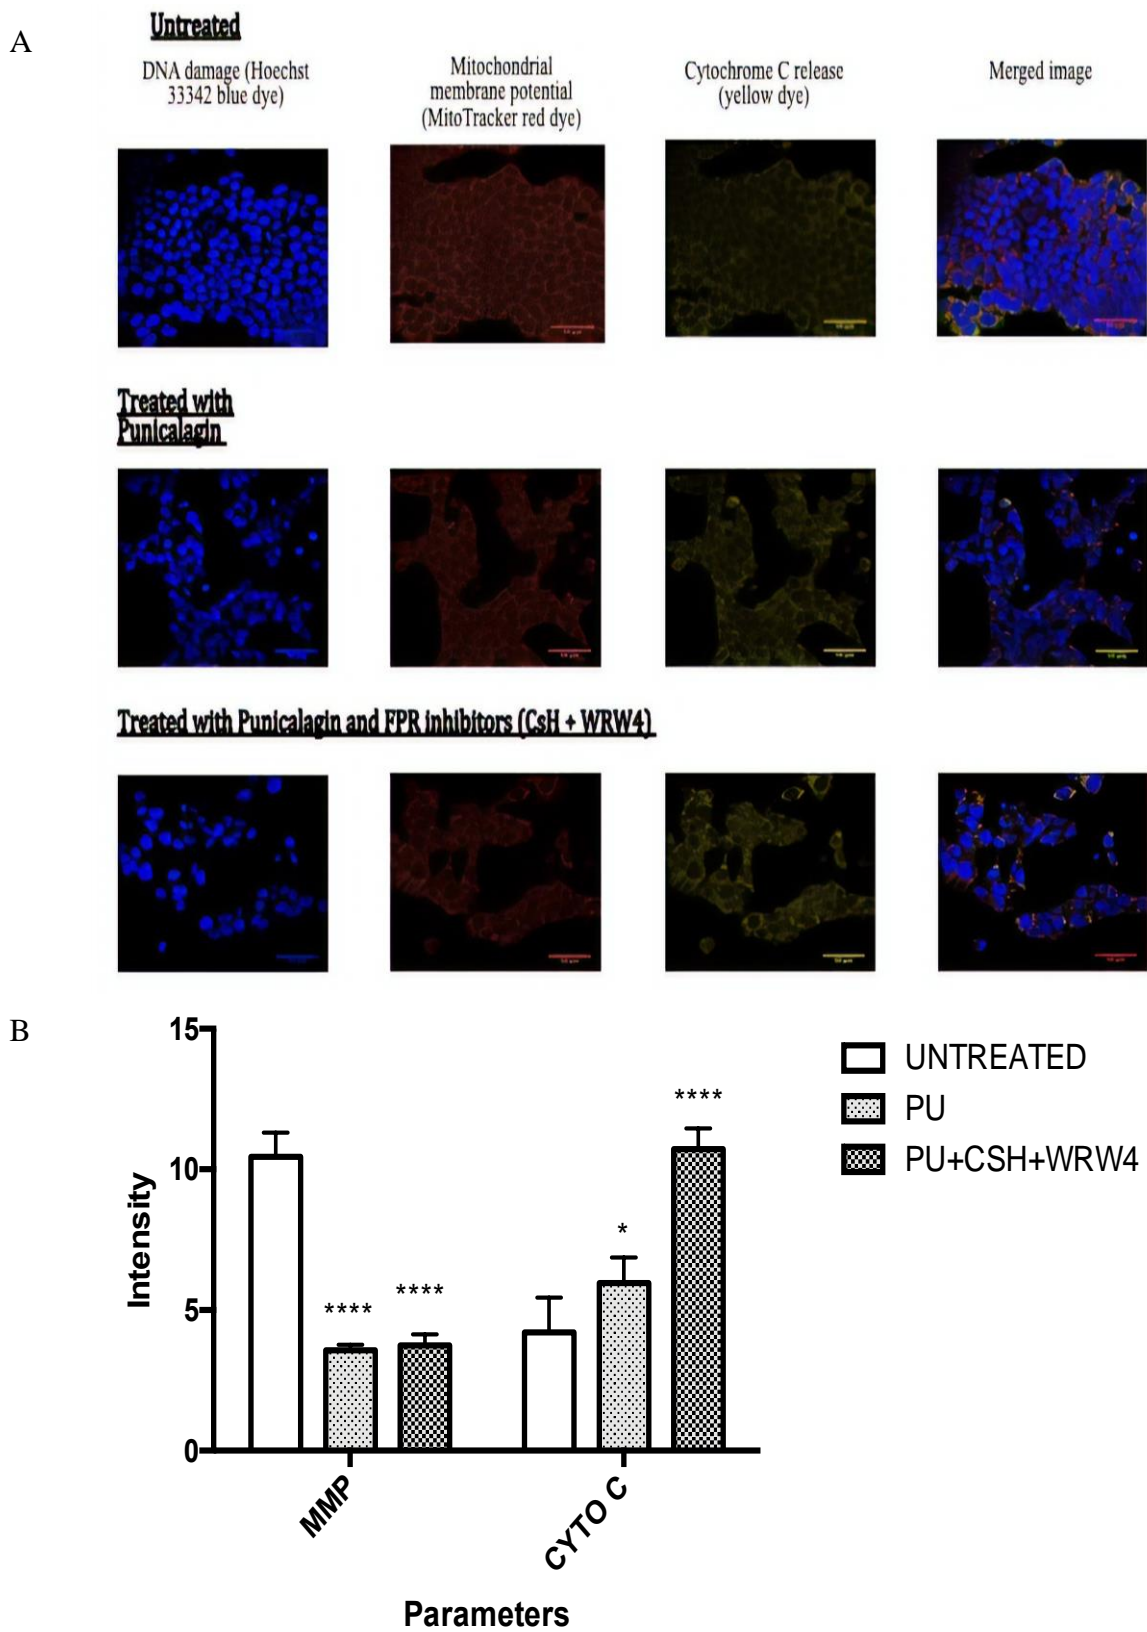 A
Untreated
DNA damage (Hoechst
33342 blue dye)
Mitochondrial
membrane potential
(MitoTracker red dye)
Cytochrome C release
(yellow dye)
Merged image
Treated with
Punicalagin
Treated with Punicalagin and FPR inhibitors (CsH + WRW4)
B
15
10
5
0
Intensity
****
****
*
****
MMP
CYTO C
Parameters
UNTREATED
PU
PU+CSH+WRW4